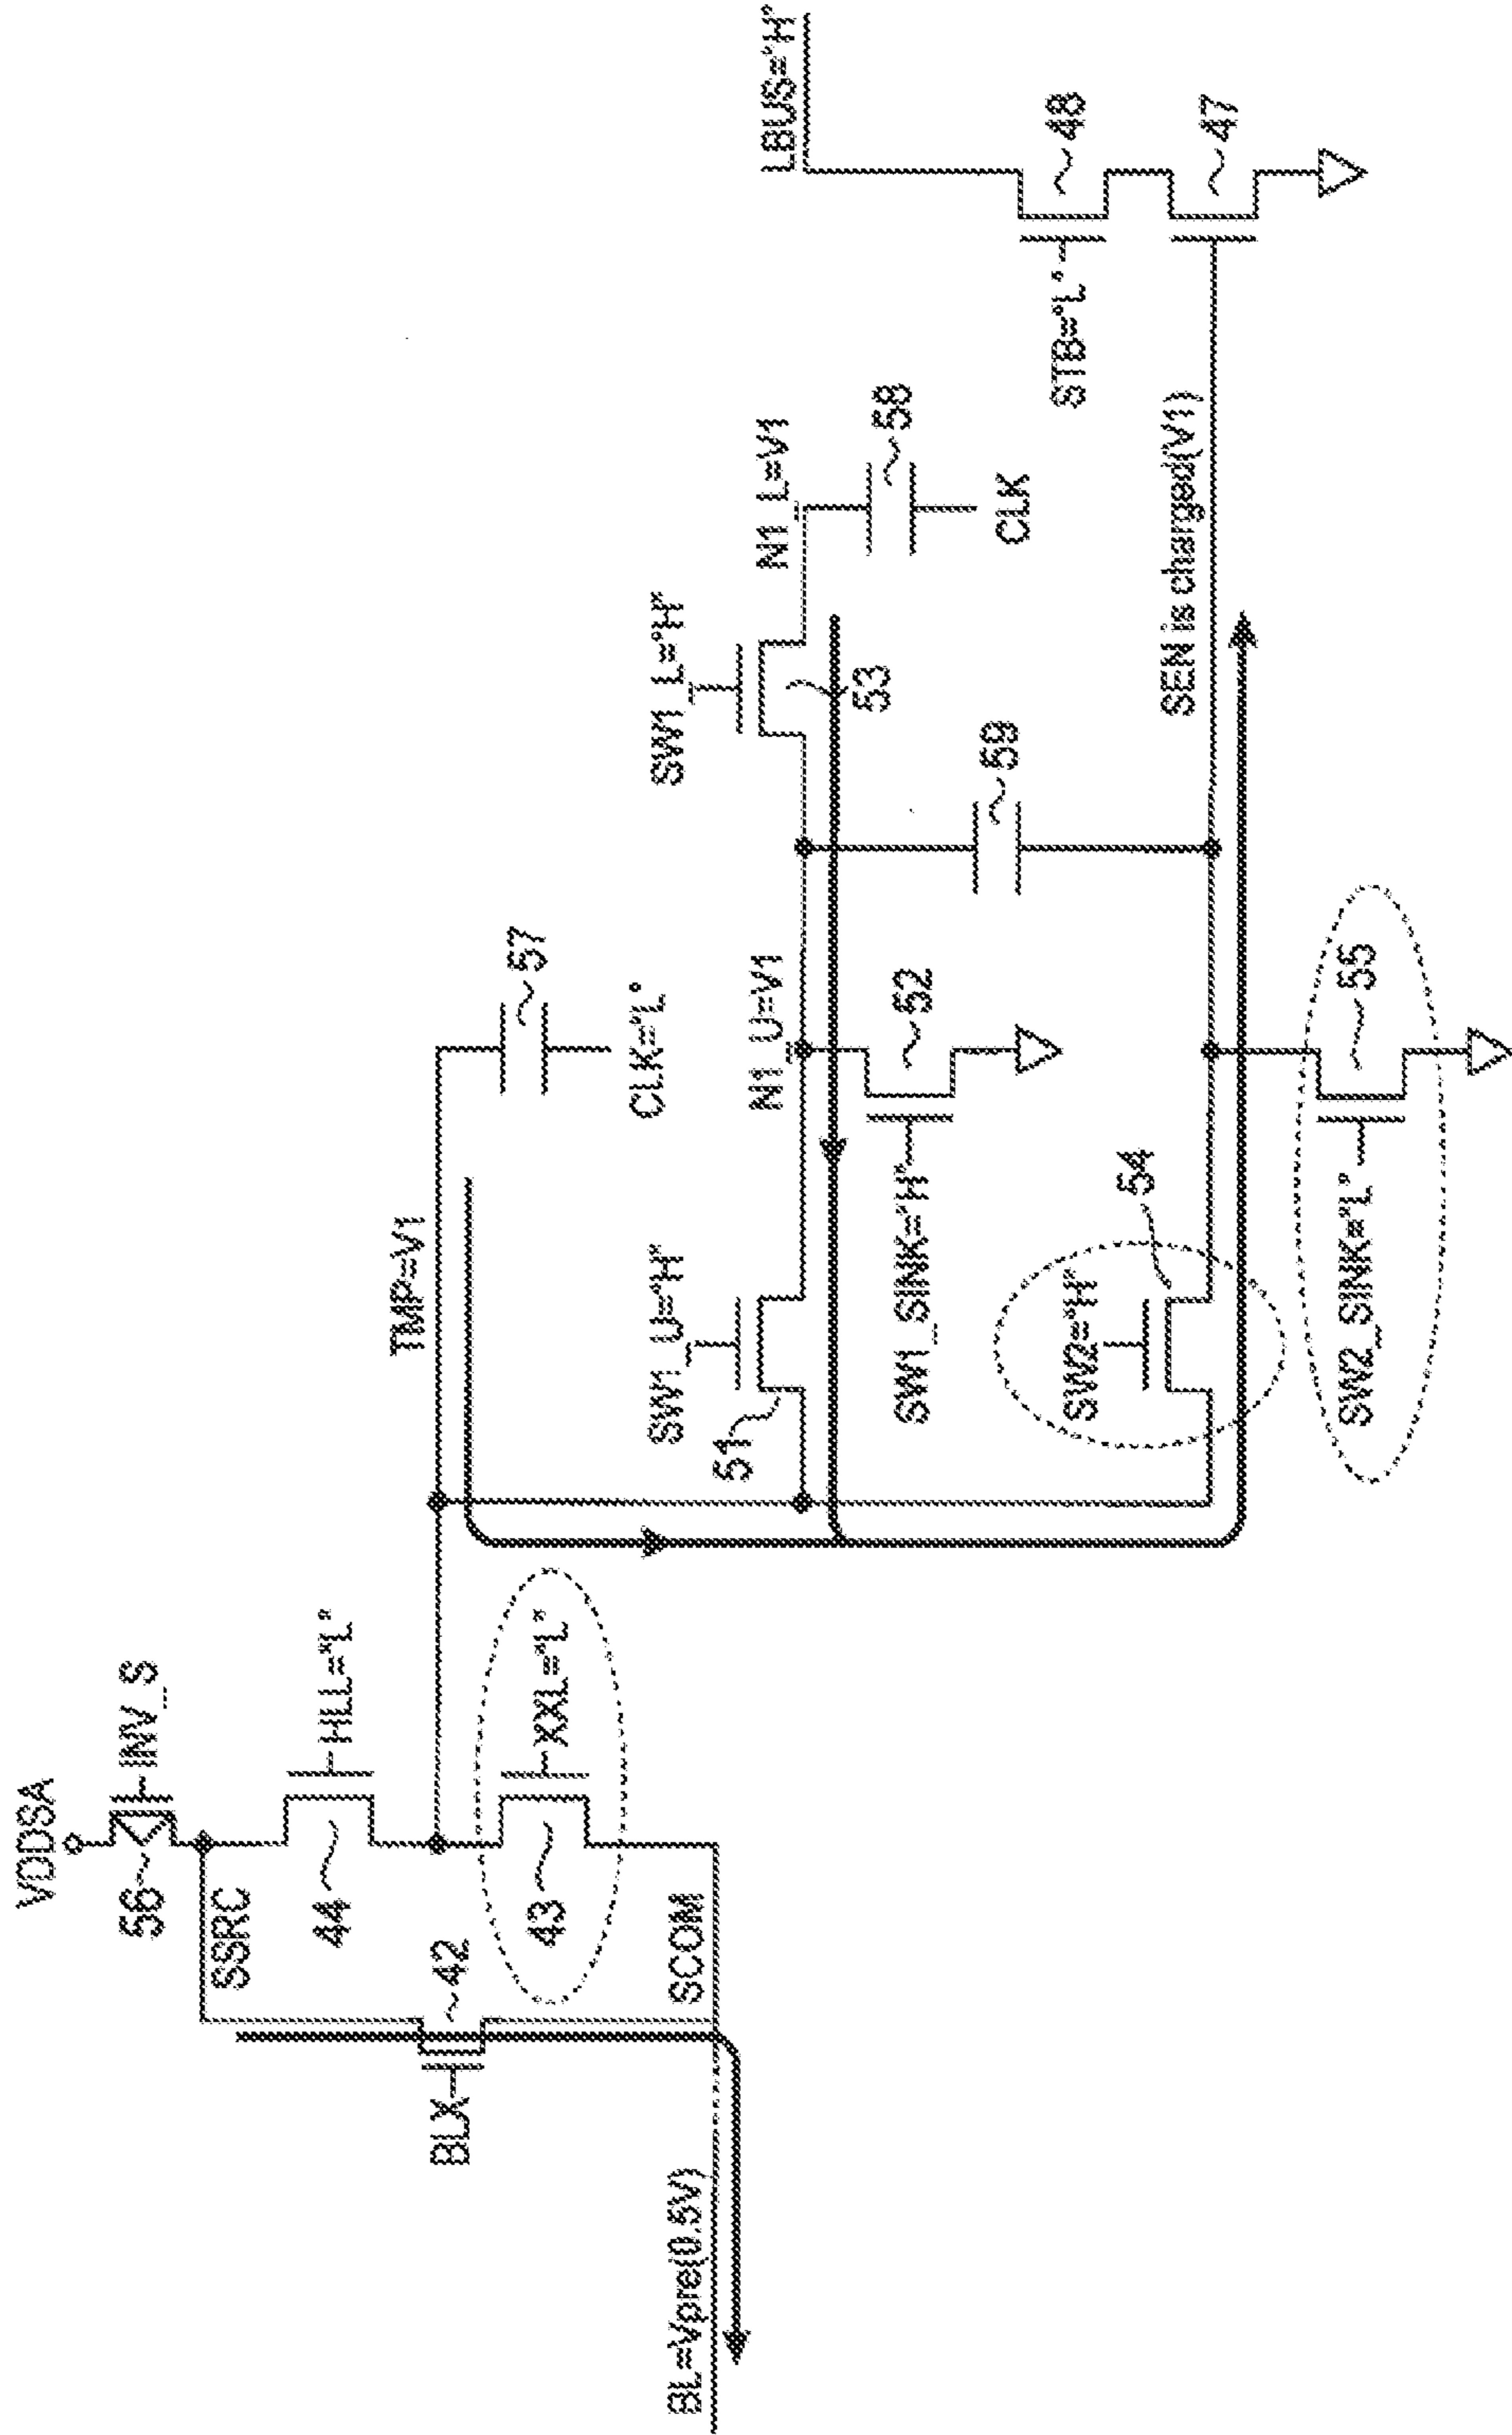 VDDSA
56
INV_S
SSRC
44
HLL="L"
BLX
42
43
XXL="L"
SCOM
BL=Vpre(0.5V)
TMP=V1
57
CLK="L"
SW1_U="H"
51
N1_U=V1
SW1_L="H"
53
N1_L=V1
58
CLK
LBUS="H"
SW1_SINK="H"
52
59
STB="L"
48
SW2="H"
54
SEN is charged(V1)
47
SW2_SINK="L"
55